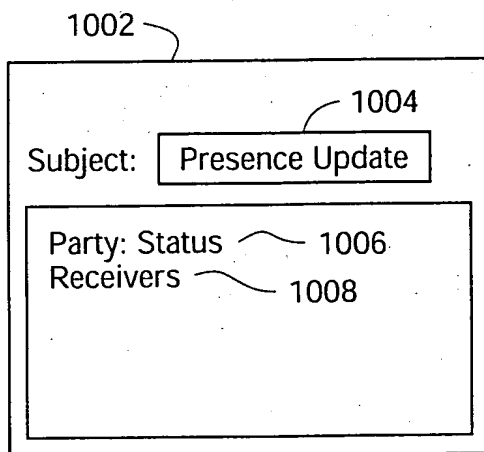 1002
1004
Subject: Presence Update
Party: Status 1006
Receivers 1008